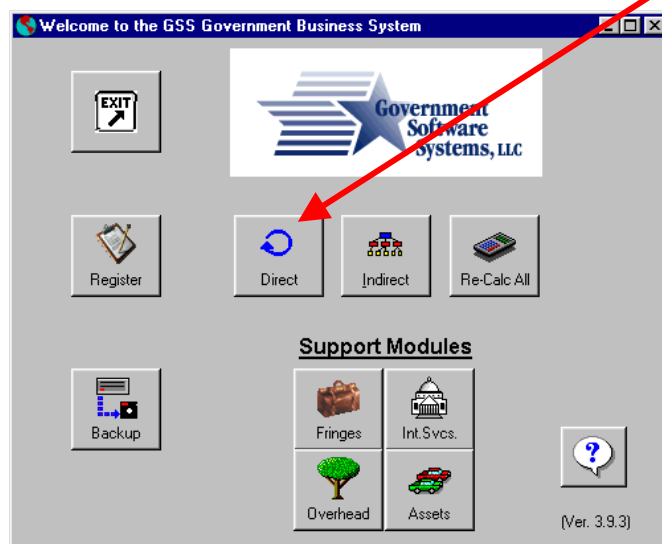 Welcome to the GSS Government Business System
EXIT
Government
Software
Systems, LLC
Register
Direct
Indirect
Re-Calc All
Support Modules
Backup
Fringes
Int.Svcs.
Overhead
Assets
?
(Ver. 3.9.3)